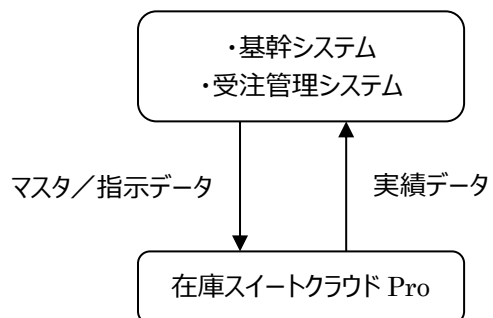 ・基幹システム
・受注管理システム
マスタ／指示データ
実績データ
在庫スイートクラウド Pro